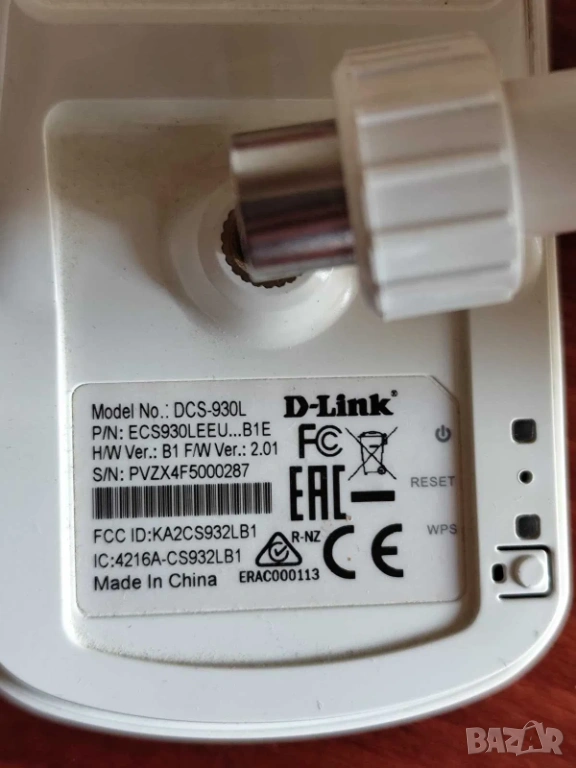 Model No.: DCS-930L
P/N: ECS930LEEU...B1E
H/W Ver.: B1 F/W Ver.: 2.01
S/N: PVZX4F5000287
FCC ID:KA2CS932LB1
IC:4216A-CS932LB1
Made In China
D-Link®
FC
EAC
R-NZ
ERAC000113
CE
RESET
WPS
BAZAR